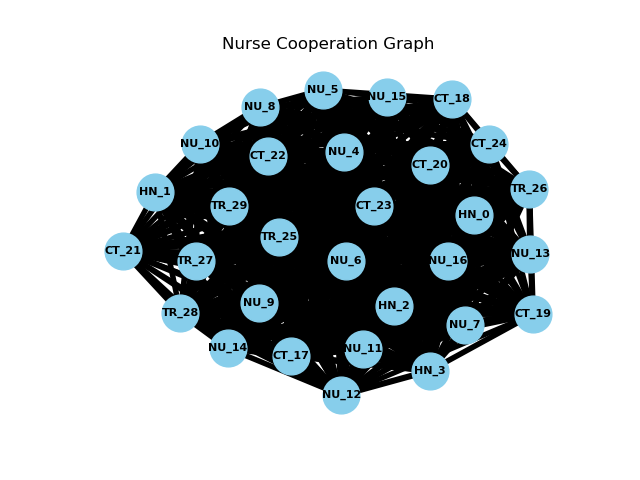 Nurse Cooperation Graph
NU_5
NU_15
CT_18
NU_8
NU_10
CT_24
NU_4
CT_22
CT_20
TR_26
HN_1
TR_29
CT_23
HN_0
TR_25
CT_21
NU_13
TR_27
NU_6
NU_16
NU_9
HN_2
TR_28
CT_19
NU_7
NU_14
NU_11
CT_17
HN_3
NU_12